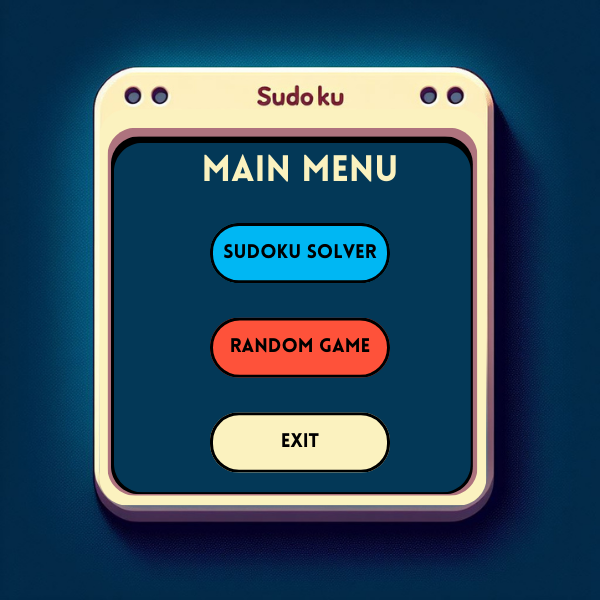 Sudoku
MAIN MENU
SUDOKU SOLVER
RANDOM GAME
EXIT